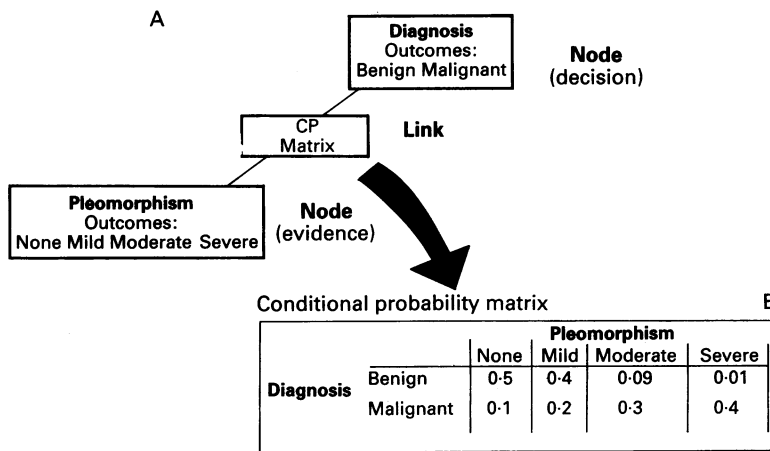 A
Diagnosis
Outcomes:
Benign Malignant
Node
(decision)
CP
Matrix
Link
Pleomorphism
Outcomes:
None Mild Moderate Severe
Node
(evidence)
Conditional probability matrix
Pleomorphism
None Mild Moderate Severe
Diagnosis
Benign 0·5 0·4 0·09 0·01
Malignant 0·1 0·2 0·3 0·4